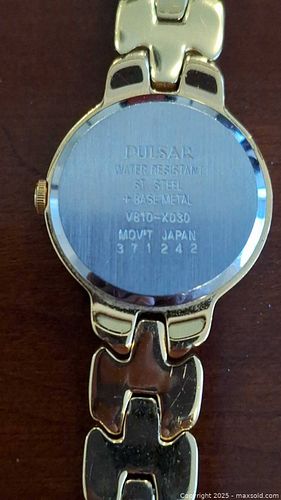 PULSAR
WATER RESISTANT
ST. STEEL
+ BASE METAL
V810-X030
MOV'T JAPAN
371242
Copyright © 2025 - maxsold.com